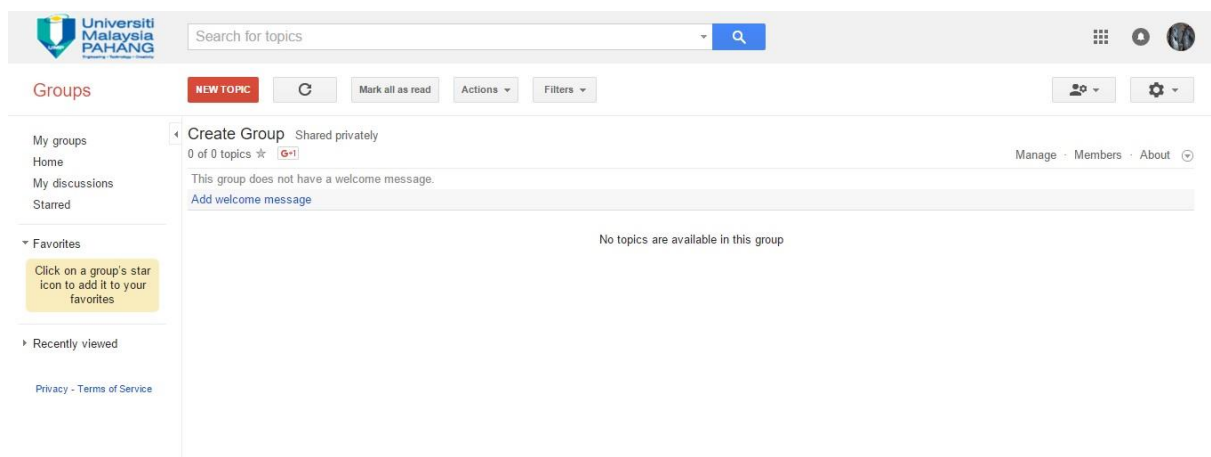 Universiti
Malaysia
PAHANG
Engineering • Technology • Creativity
Search for topics
Groups
NEW TOPIC
Mark all as read
Actions
Filters
My groups
Home
My discussions
Starred
Favorites
Click on a group's star
icon to add it to your
favorites
Recently viewed
Privacy - Terms of Service
Create Group Shared privately
0 of 0 topics G+1
Manage · Members · About
This group does not have a welcome message.
Add welcome message
No topics are available in this group